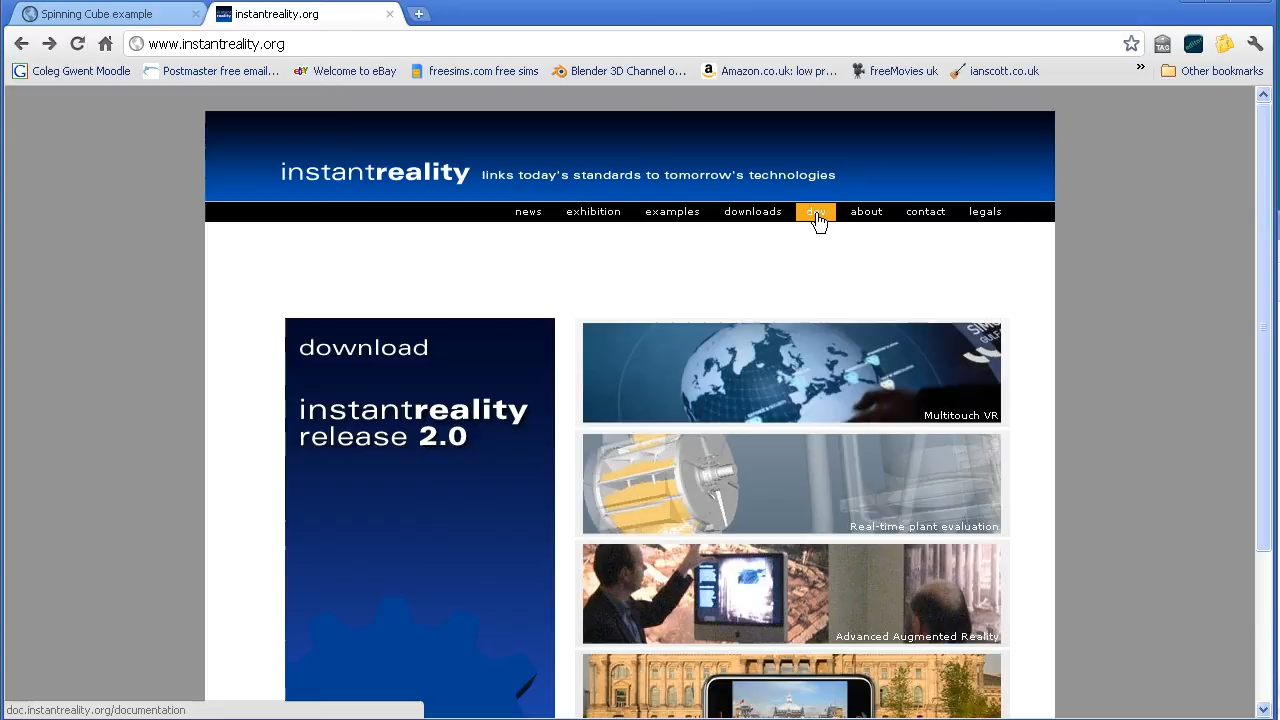 Spinning Cube example
instantreality.org
www.instantreality.org
TAG
Coleg Gwent Moodle
Postmaster free email...
Welcome to eBay
freesims.com free sims
Blender 3D Channel o...
Amazon.co.uk: low pr...
freeMovies uk
ianscott.co.uk
»
Other bookmarks
instantreality links today's standards to tomorrow's technologies
news exhibition examples downloads about contact legals
download
instantreality
release 2.0
Multitouch VR
Real-time plant evaluation
Advanced Augmented Reality
doc.instantreality.org/documentation